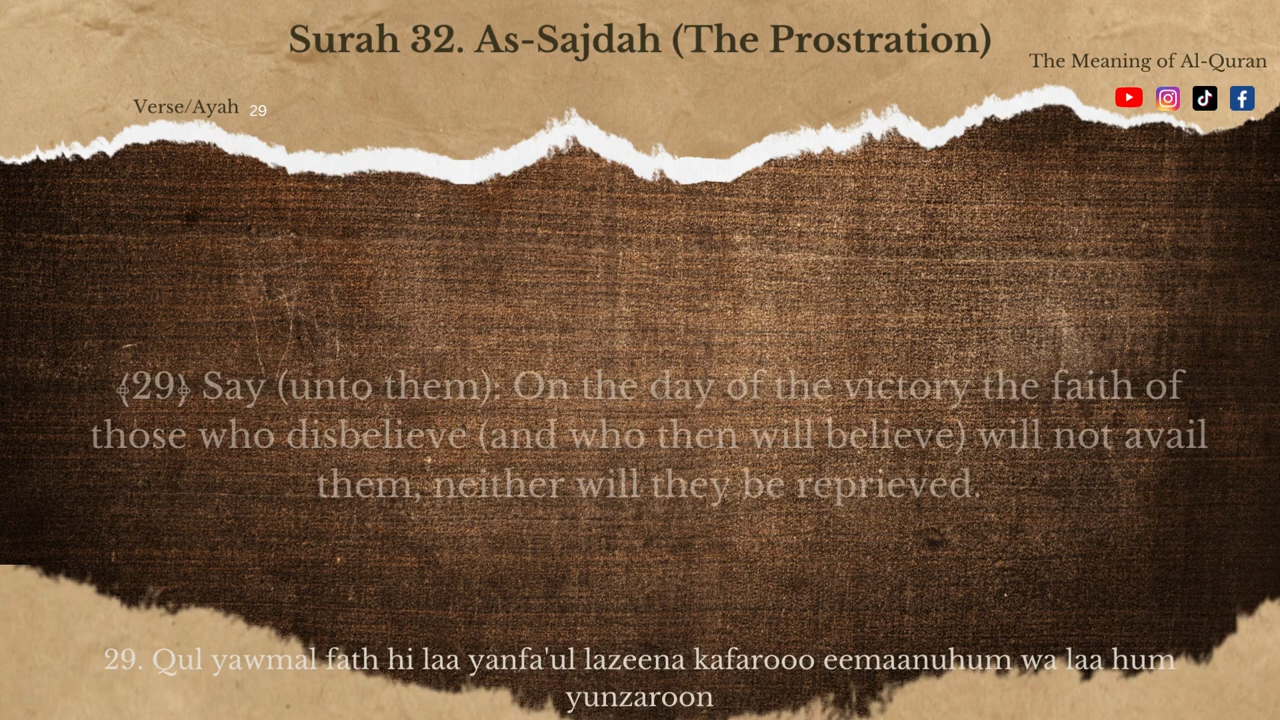 Surah 32. As-Sajdah (The Prostration)
The Meaning of Al-Quran
Verse/Ayah 29
﴾29﴿ Say (unto them): On the day of the victory the faith of
those who disbelieve (and who then will believe) will not avail
them, neither will they be reprieved.
29. Qul yawmal fath hi laa yanfa'ul lazeena kafarooo eemaanuhum wa laa hum
yunzaroon